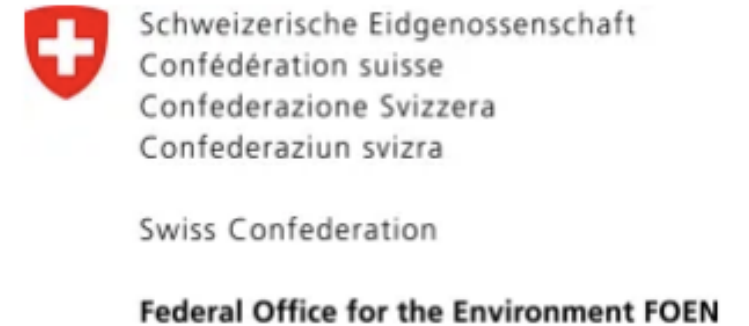 Schweizerische Eidgenossenschaft
Confédération suisse
Confederazione Svizzera
Confederaziun svizra
Swiss Confederation
Federal Office for the Environment FOEN